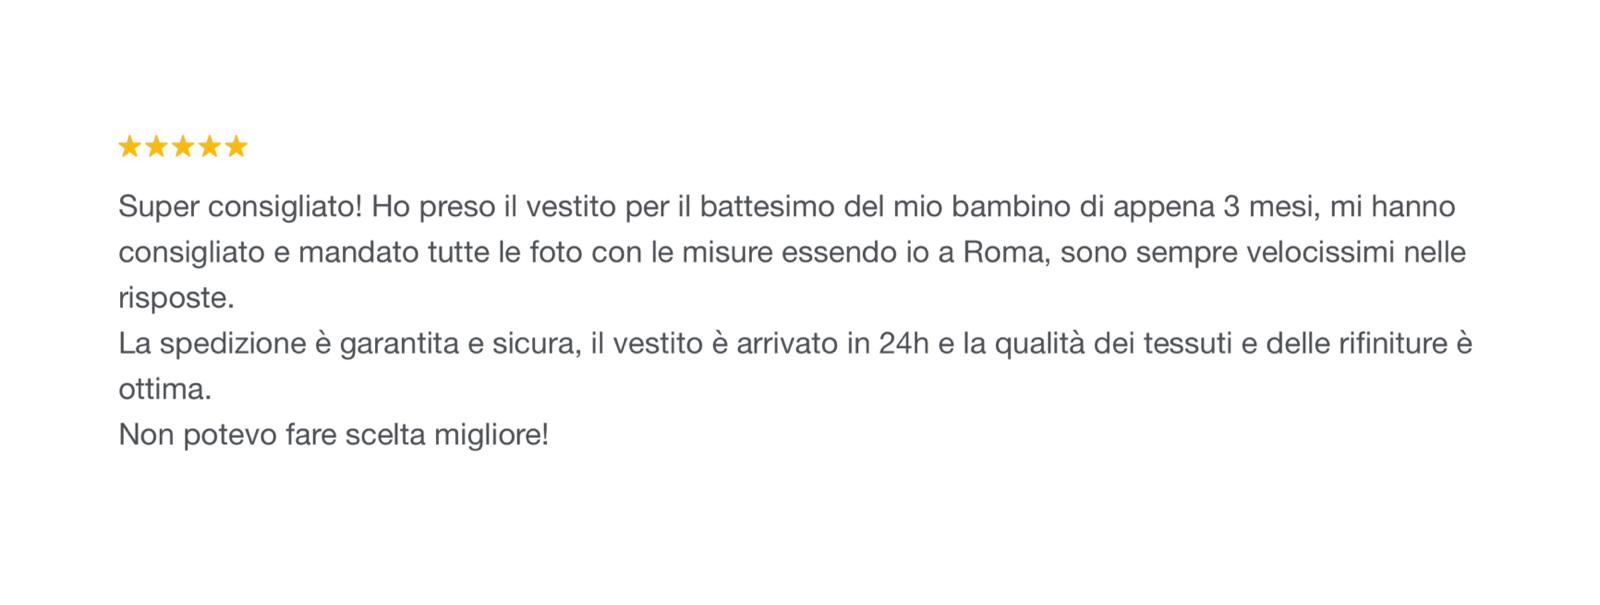 Super consigliato! Ho preso il vestito per il battesimo del mio bambino di appena 3 mesi, mi hanno
consigliato e mandato tutte le foto con le misure essendo io a Roma, sono sempre velocissimi nelle
risposte.
La spedizione è garantita e sicura, il vestito è arrivato in 24h e la qualità dei tessuti e delle rifiniture è
ottima.
Non potevo fare scelta migliore!